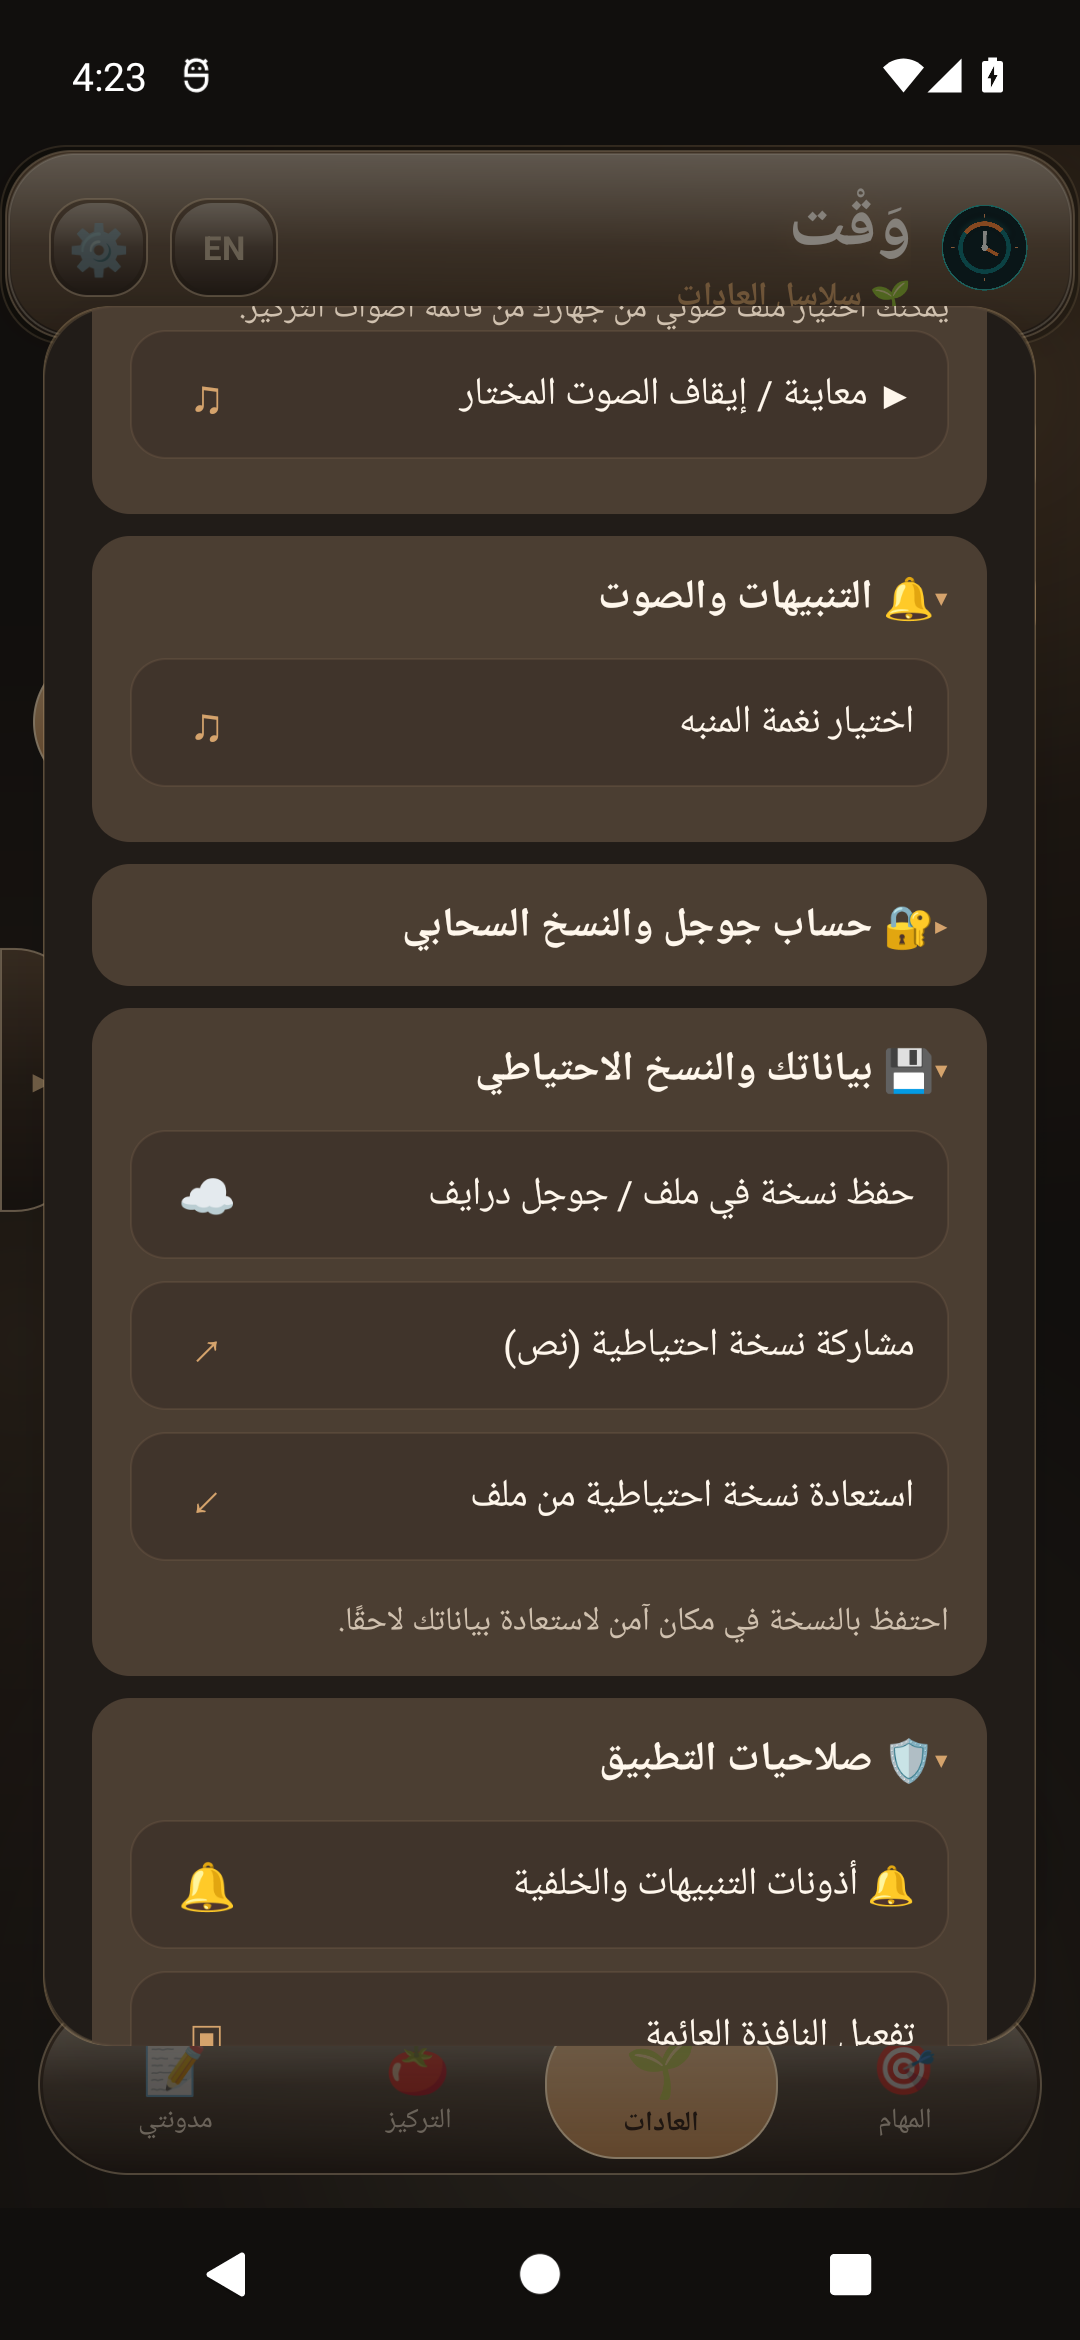 4:23
وَقْت
EN
🌱 سلاسل العادات
يمكنك اختيار ملف صوتي من جهازك من قائمة أصوات التركيز.
▶ معاينة / إيقاف الصوت المختار
🔔 التنبيهات والصوت
اختيار نغمة المنبه
🔐 حساب جوجل والنسخ السحابي
💾 بياناتك والنسخ الاحتياطي
حفظ نسخة في ملف / جوجل درايف
مشاركة نسخة احتياطية (نص)
استعادة نسخة احتياطية من ملف
احتفظ بالنسخة في مكان آمن لاستعادة بياناتك لاحقًا.
🛡️ صلاحيات التطبيق
🔔 أذونات التنبيهات والخلفية
تفعيل النافذة العائمة
المهام
العادات
التركيز
مدونتي